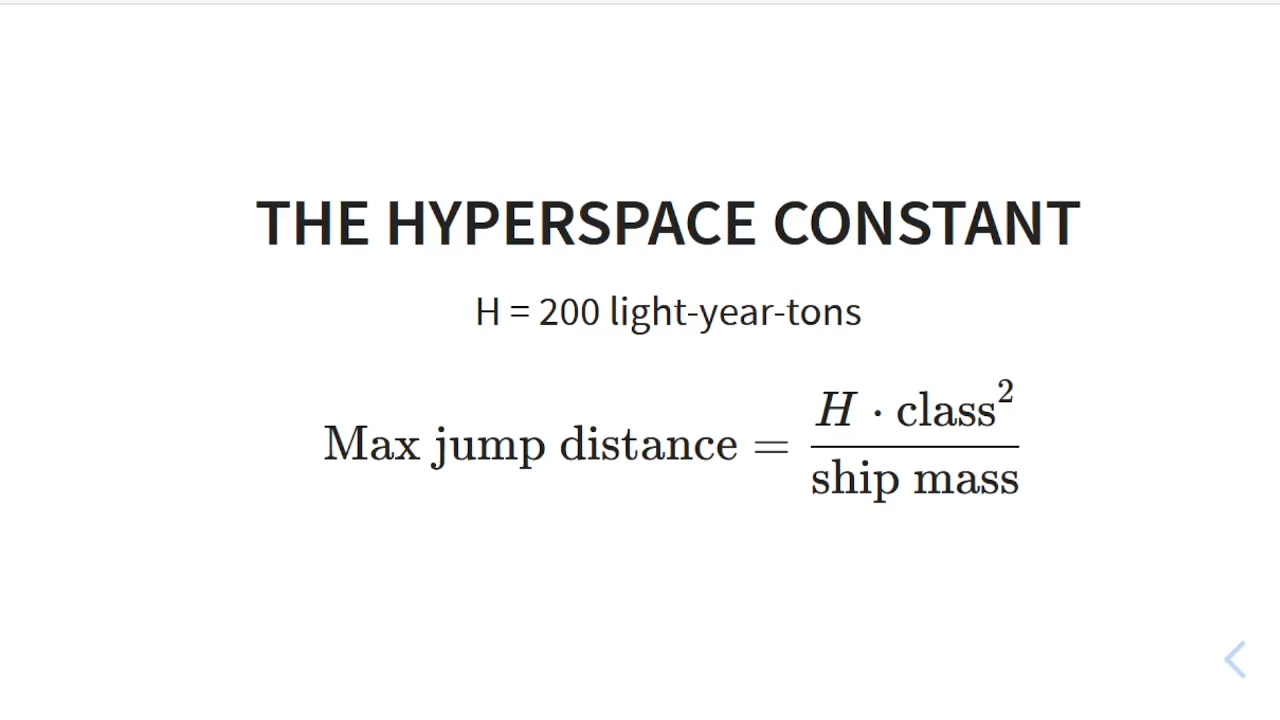 THE HYPERSPACE CONSTANT
H = 200 light-year-tons
Max jump distance = H · class² / ship mass